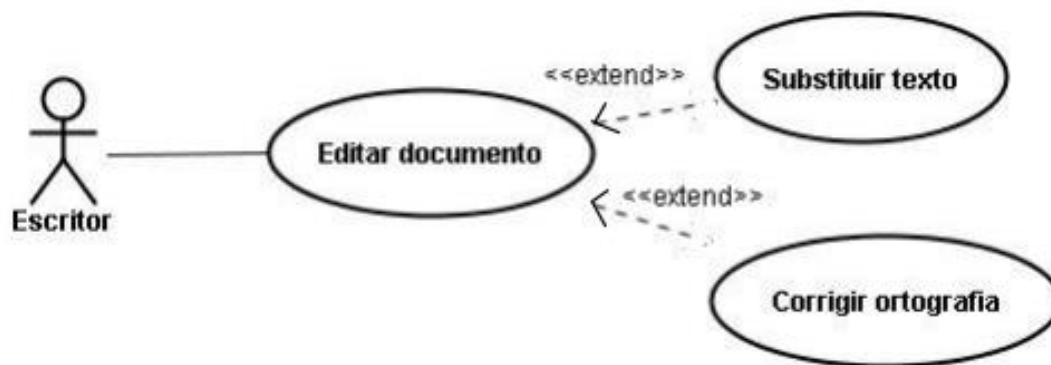 <<extend>>
Substituir texto
Editar documento
<<extend>>
Escritor
Corrigir ortografia